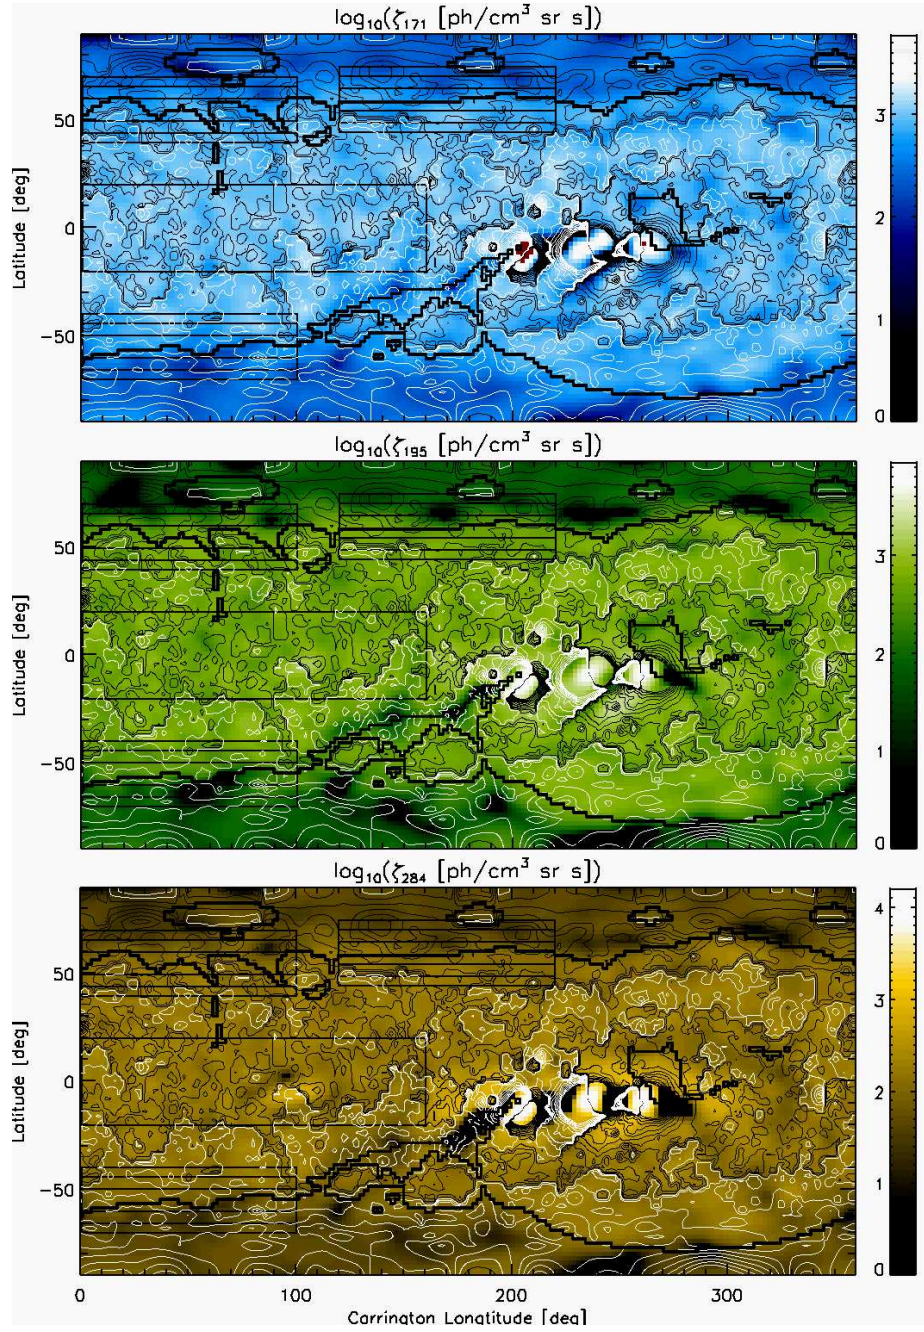 log₁₀(ζ₁₇₁ [ph/cm³ sr s])
50
0
−50
Latitude [deg]
3
2
1
0
log₁₀(ζ₁₉₅ [ph/cm³ sr s])
50
0
−50
Latitude [deg]
3
2
1
0
log₁₀(ζ₂₈₄ [ph/cm³ sr s])
50
0
−50
Latitude [deg]
4
3
2
1
0
0 100 200 300
Carrington Longtitude [deg]